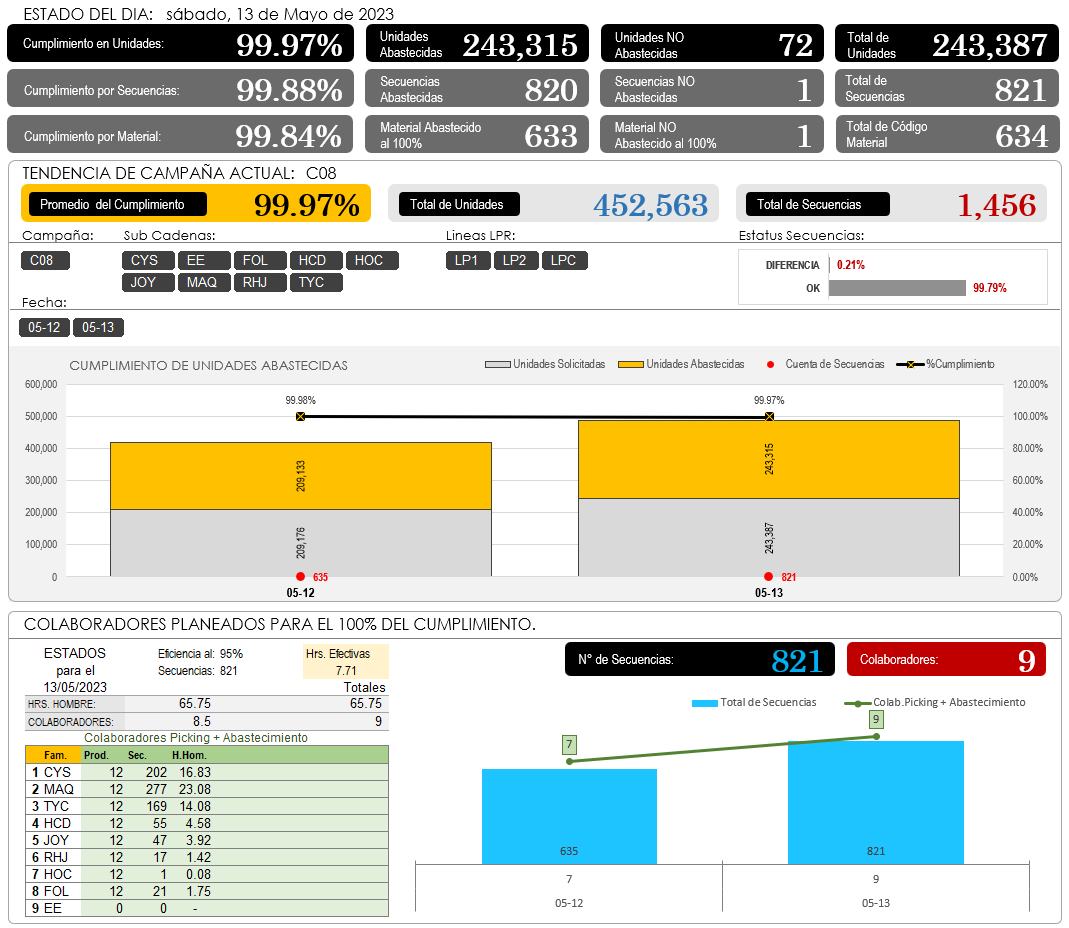 ESTADO DEL DIA: sábado, 13 de Mayo de 2023
Cumplimiento en Unidades: 99.97%
Unidades Abastecidas 243,315
Unidades NO Abastecidas 72
Total de Unidades 243,387
Cumplimiento por Secuencias: 99.88%
Secuencias Abastecidas 820
Secuencias NO Abastecidas 1
Total de Secuencias 821
Cumplimiento por Material: 99.84%
Material Abastecido al 100% 633
Material NO Abastecido al 100% 1
Total de Código Material 634
TENDENCIA DE CAMPAÑA ACTUAL: C08
Promedio del Cumplimiento 99.97%
Total de Unidades 452,563
Total de Secuencias 1,456
Campaña: Sub Cadenas: Lineas LPR: Estatus Secuencias:
C08 CYS EE FOL HCD HOC LP1 LP2 LPC
JOY MAQ RHJ TYC
DIFERENCIA 0.21%
OK 99.79%
Fecha:
05-12 05-13
CUMPLIMIENTO DE UNIDADES ABASTECIDAS
Unidades Solicitadas Unidades Abastecidas Cuenta de Secuencias %Cumplimiento
600,000 120.00%
99.98% 99.97%
500,000 100.00%
400,000 80.00%
209,133 243,315
300,000 60.00%
200,000 40.00%
209,176 243,387
100,000 20.00%
0 635 821 0.00%
05-12 05-13
COLABORADORES PLANEADOS PARA EL 100% DEL CUMPLIMIENTO.
ESTADOS Eficiencia al: 95% Hrs. Efectivas
para el Secuencias: 821 7.71
13/05/2023 Totales
HRS. HOMBRE: 65.75 65.75
COLABORADORES: 8.5 9
Colaboradores Picking + Abastecimiento
Fam. Prod. Sec. H.Hom.
1 CYS 12 202 16.83
2 MAQ 12 277 23.08
3 TYC 12 169 14.08
4 HCD 12 55 4.58
5 JOY 12 47 3.92
6 RHJ 12 17 1.42
7 HOC 12 1 0.08
8 FOL 12 21 1.75
9 EE 0 0 -
N° de Secuencias: 821
Colaboradores: 9
Total de Secuencias Colab.Picking + Abastecimiento
7 9
635 821
7 9
05-12 05-13